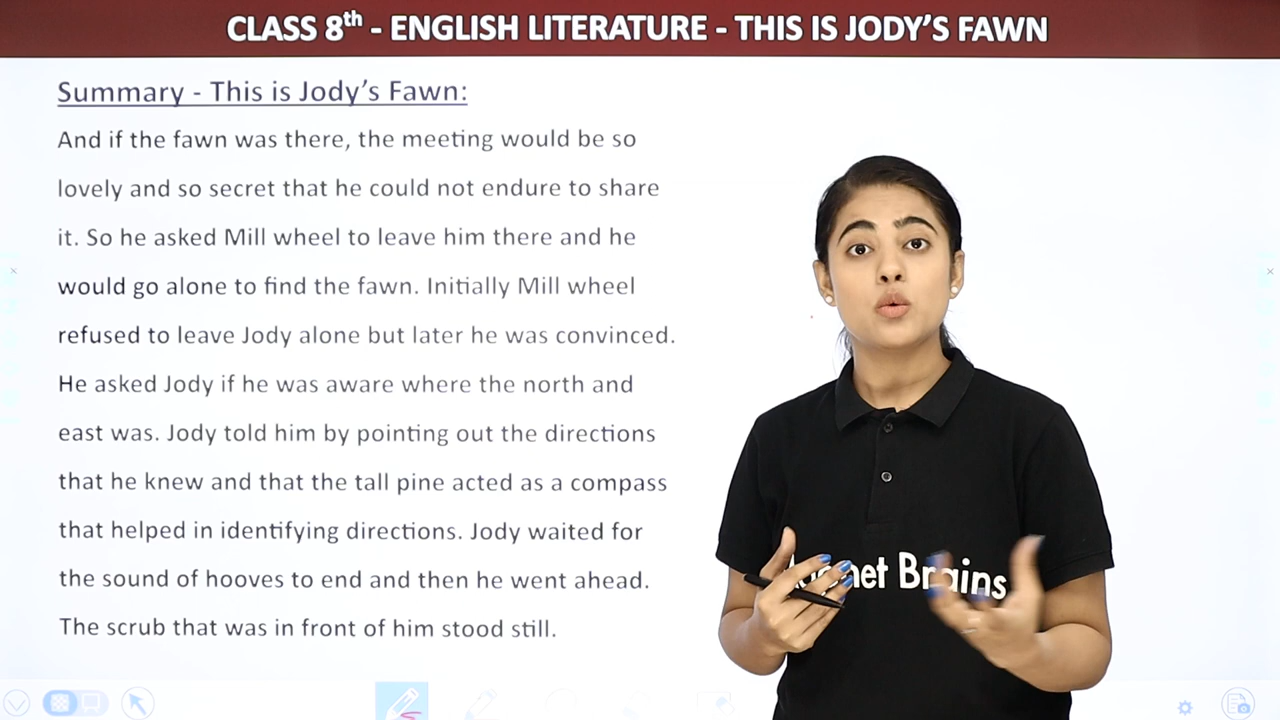 CLASS 8th - ENGLISH LITERATURE - THIS IS JODY'S FAWN
Summary - This is Jody's Fawn:
And if the fawn was there, the meeting would be so
lovely and so secret that he could not endure to share
it. So he asked Mill wheel to leave him there and he
would go alone to find the fawn. Initially Mill wheel
refused to leave Jody alone but later he was convinced.
He asked Jody if he was aware where the north and
east was. Jody told him by pointing out the directions
that he knew and that the tall pine acted as a compass
that helped in identifying directions. Jody waited for
the sound of hooves to end and then he went ahead.
The scrub that was in front of him stood still.
Brains